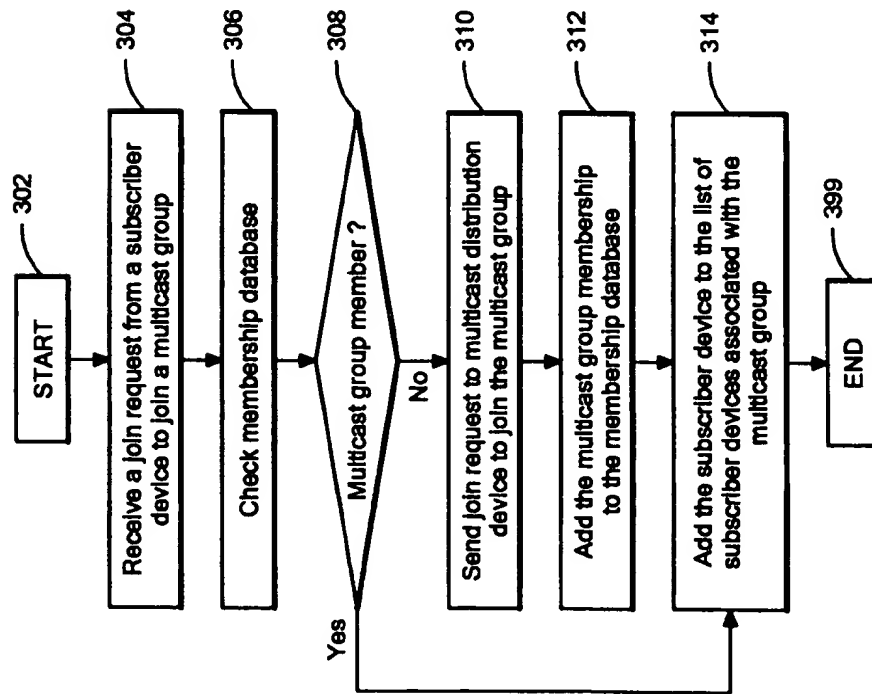 START
302
Receive a join request from a subscriber
device to join a multicast group
304
Check membership database
306
Multicast group member ?
308
Yes
No
Send join request to multicast distribution
device to join the multicast group
310
Add the multicast group membership
to the membership database
312
Add the subscriber device to the list of
subscriber devices associated with the
multicast group
314
END
399